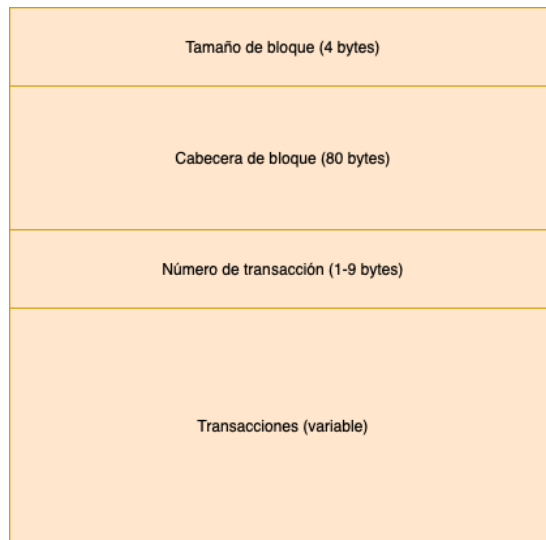 Tamaño de bloque (4 bytes)
Cabecera de bloque (80 bytes)
Número de transacción (1-9 bytes)
Transacciones (variable)